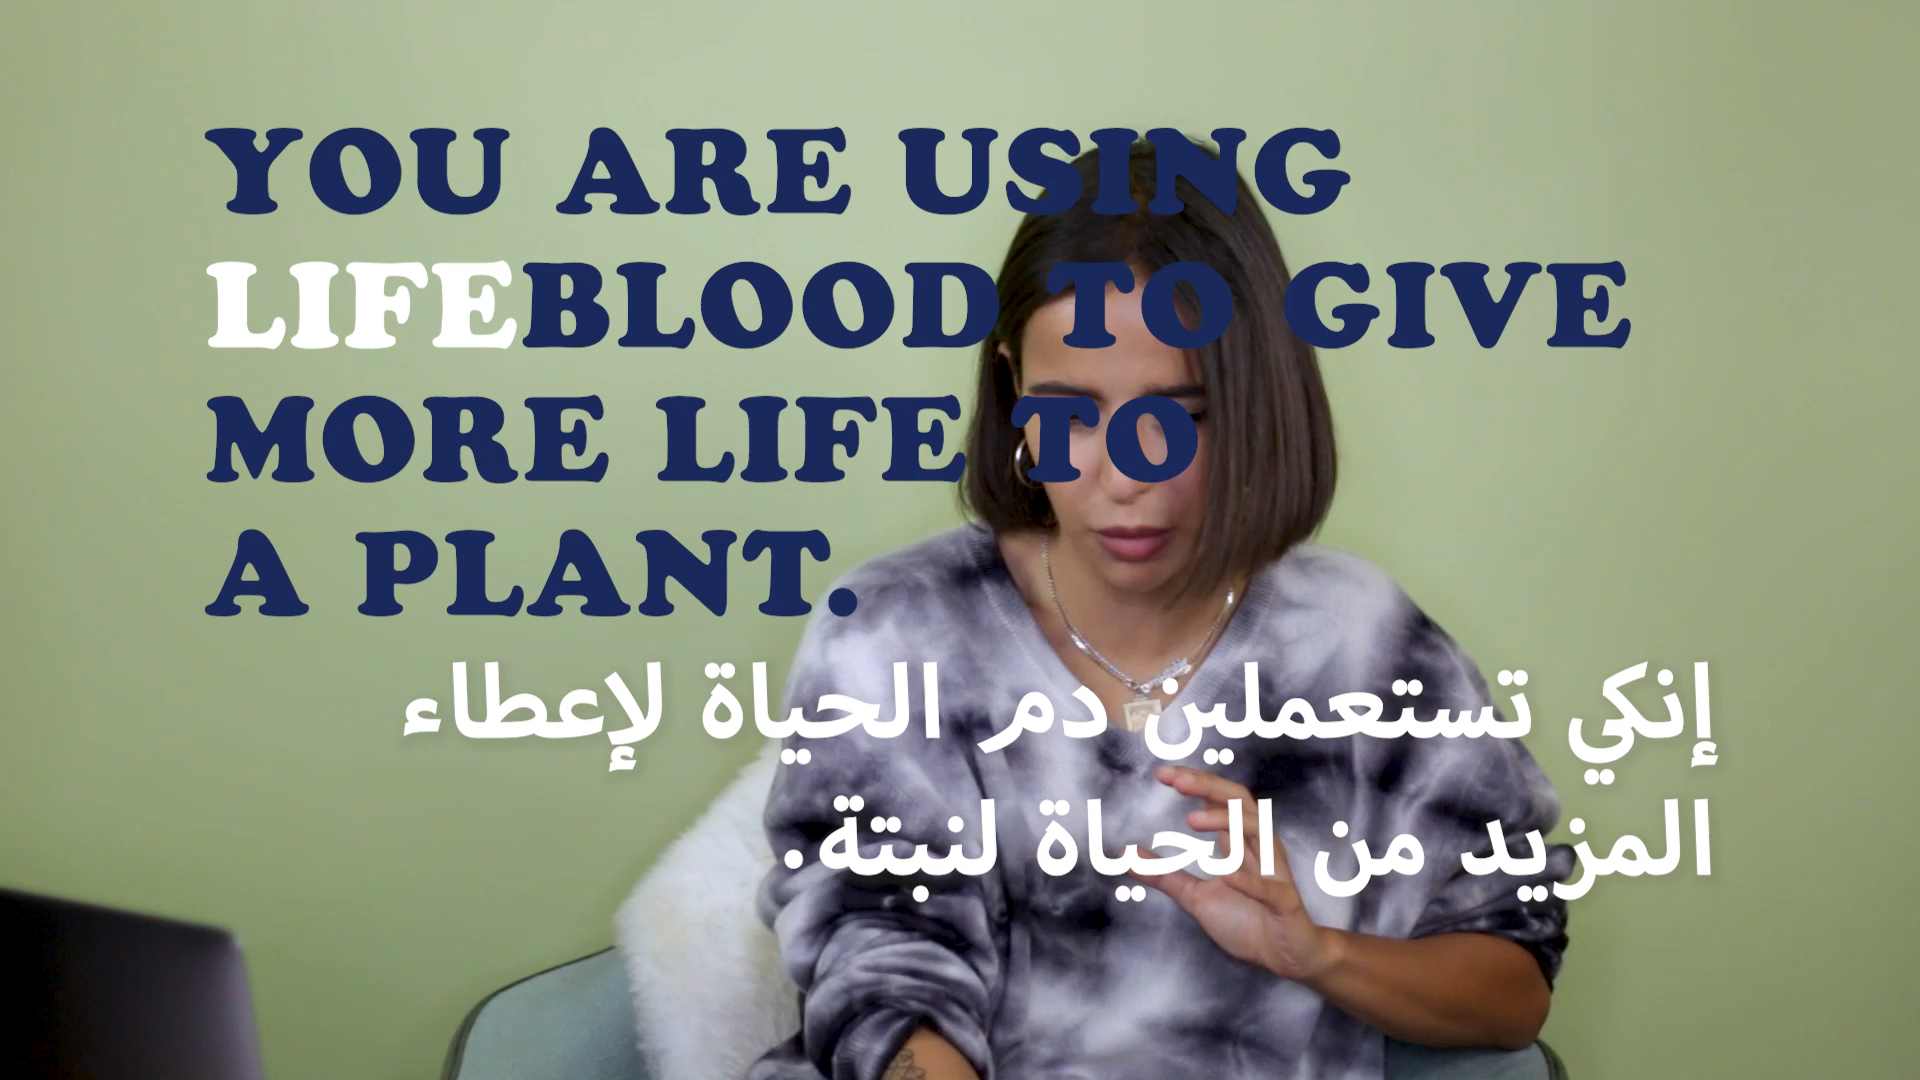 YOU ARE USING
LIFEBLOOD TO GIVE
MORE LIFE TO
A PLANT.
إنكي تستعملين دم الحياة لإعطاء
المزيد من الحياة لنبتة.